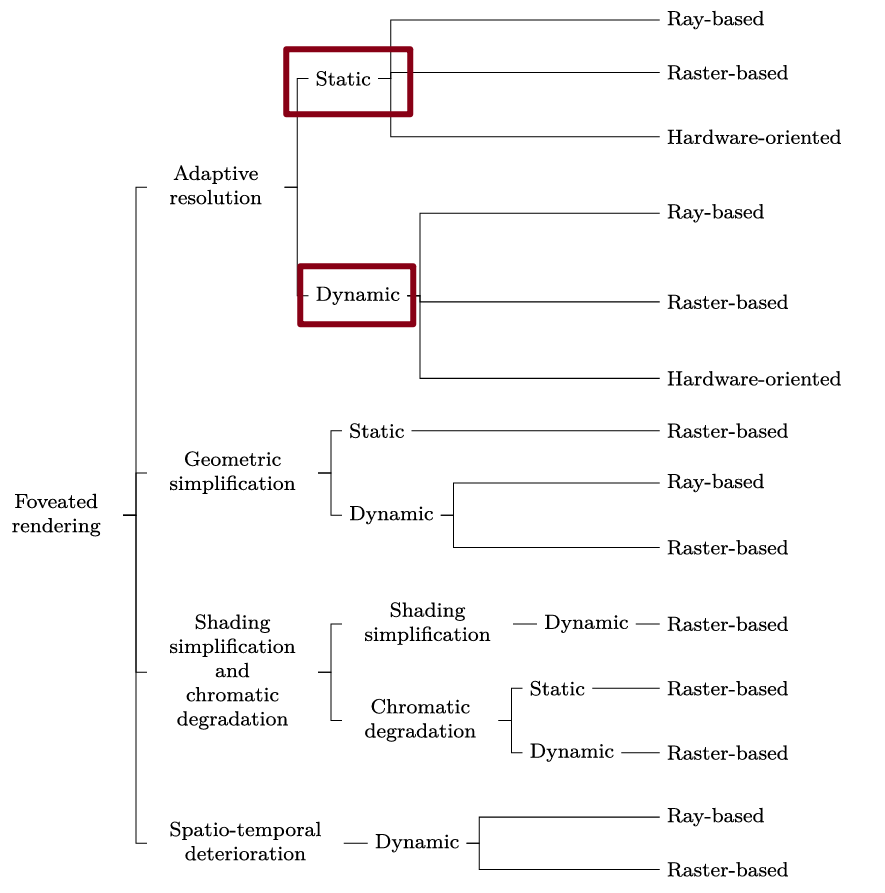 Ray-based
Static
Raster-based
Hardware-oriented
Adaptive
resolution
Ray-based
Dynamic
Raster-based
Hardware-oriented
Static
Raster-based
Geometric
simplification
Ray-based
Dynamic
Raster-based
Foveated
rendering
Shading
simplification
and
chromatic
degradation
Shading
simplification
Dynamic
Raster-based
Chromatic
degradation
Static
Raster-based
Dynamic
Raster-based
Spatio-temporal
deterioration
Dynamic
Ray-based
Raster-based